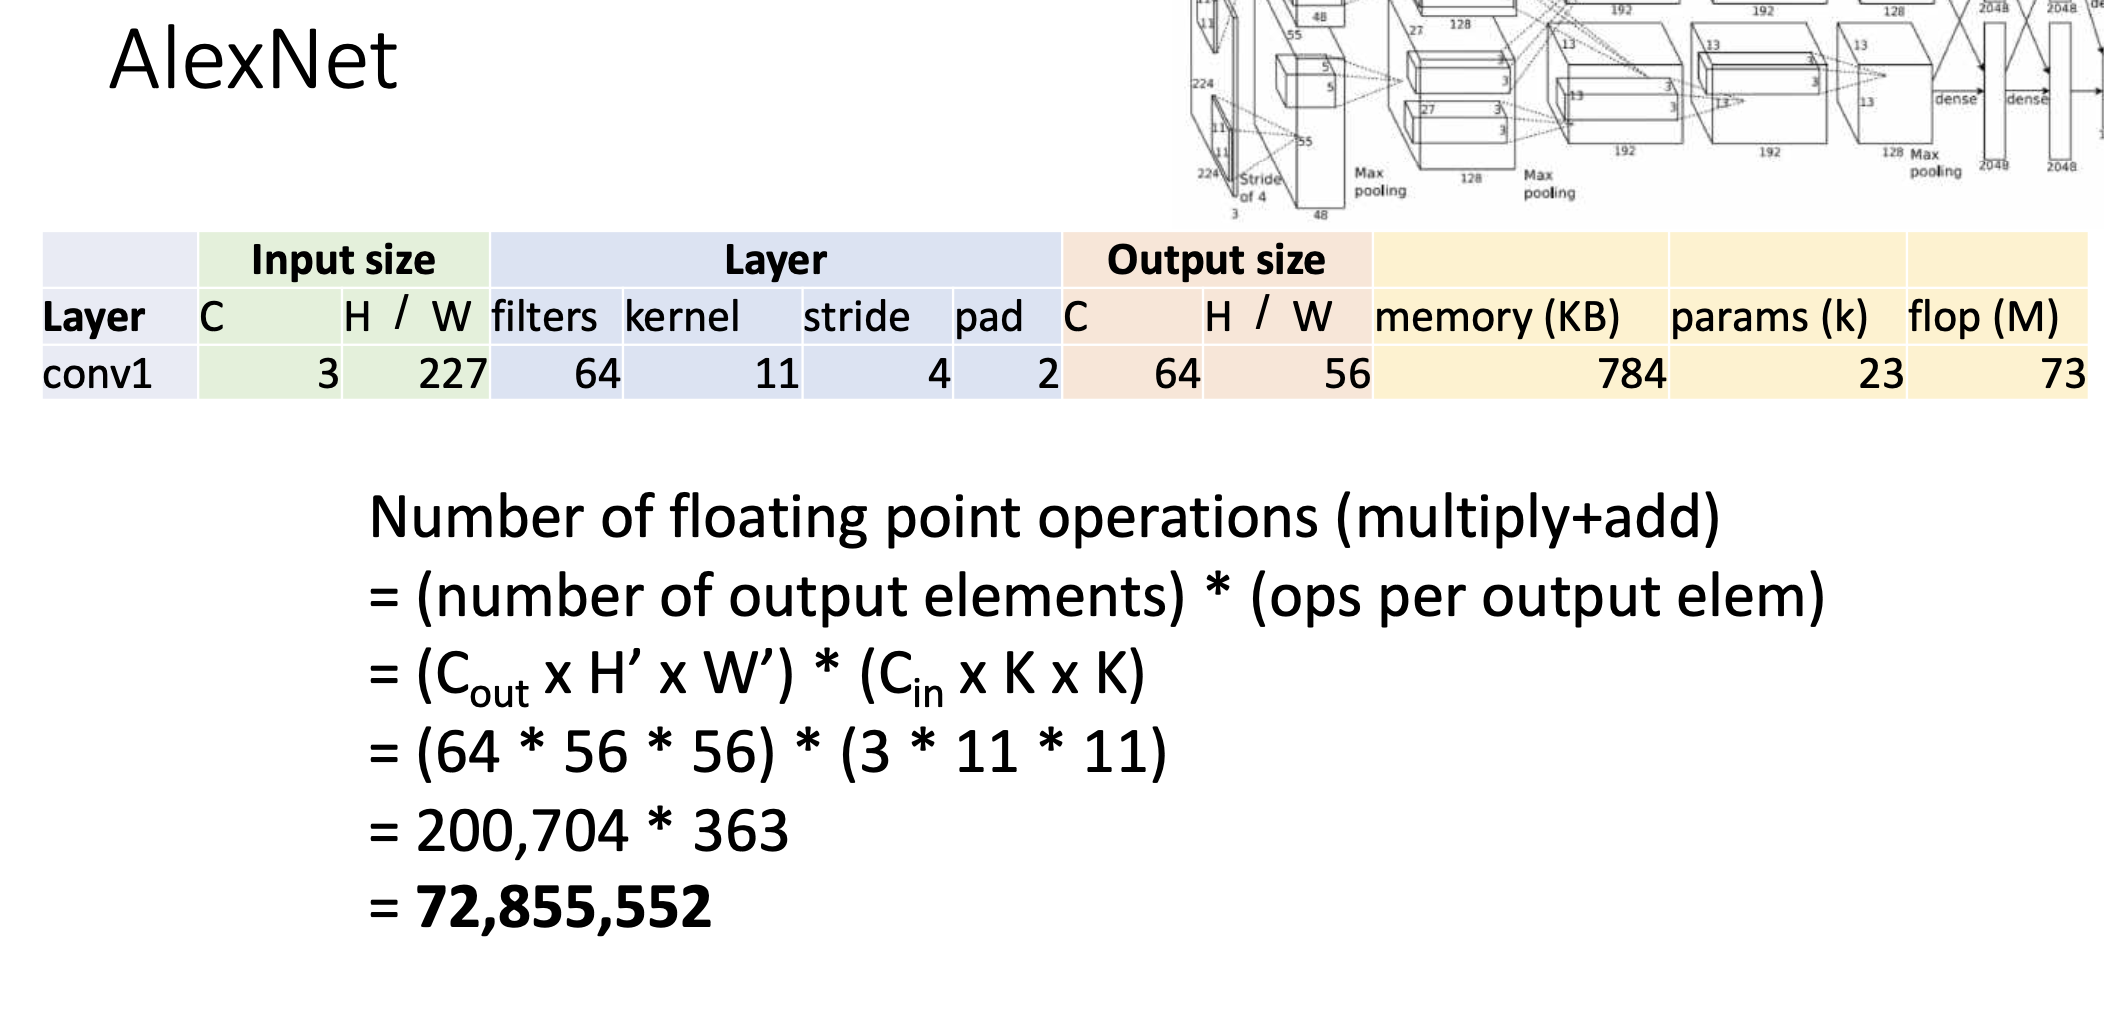 AlexNet
11
11
224
224
11
11
3
Stride
of 4
48
55
5
5
55
48
Max
pooling
27
128
3
3
27
3
3
128
Max
pooling
192
13
3
13
3
192
192
13
3
3
13
192
128
13
13
128
Max
pooling
dense
dense
2048
2048
2048
2048
Input size
Layer
Output size
Layer C H / W filters kernel stride pad C H / W memory (KB) params (k) flop (M)
conv1 3 227 64 11 4 2 64 56 784 23 73
Number of floating point operations (multiply+add)
= (number of output elements) * (ops per output elem)
= (Cout x H’ x W’) * (Cin x K x K)
= (64 * 56 * 56) * (3 * 11 * 11)
= 200,704 * 363
= 72,855,552